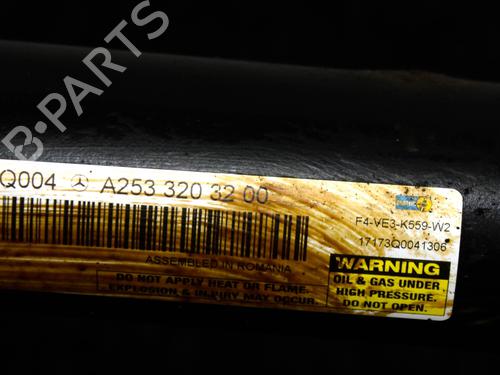 B-PARTS
Q004 A253 320 32 00
F4-VE3-K559-W2
17173Q0041306
ASSEMBLED IN ROMANIA
DO NOT APPLY HEAT OR FLAME.
EXPLOSION & INJURY MAY OCCUR.
WARNING
OIL & GAS UNDER
HIGH PRESSURE.
DO NOT OPEN.